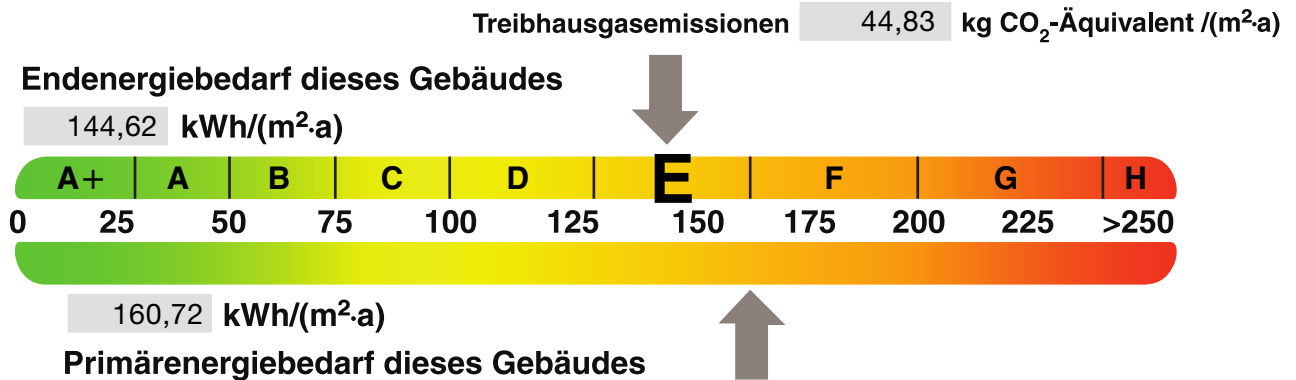 Treibhausgasemissionen 44,83 kg CO₂-Äquivalent /(m²·a)
Endenergiebedarf dieses Gebäudes
144,62 kWh/(m²·a)
A+ A B C D E F G H
0 25 50 75 100 125 150 175 200 225 >250
160,72 kWh/(m²·a)
Primärenergiebedarf dieses Gebäudes